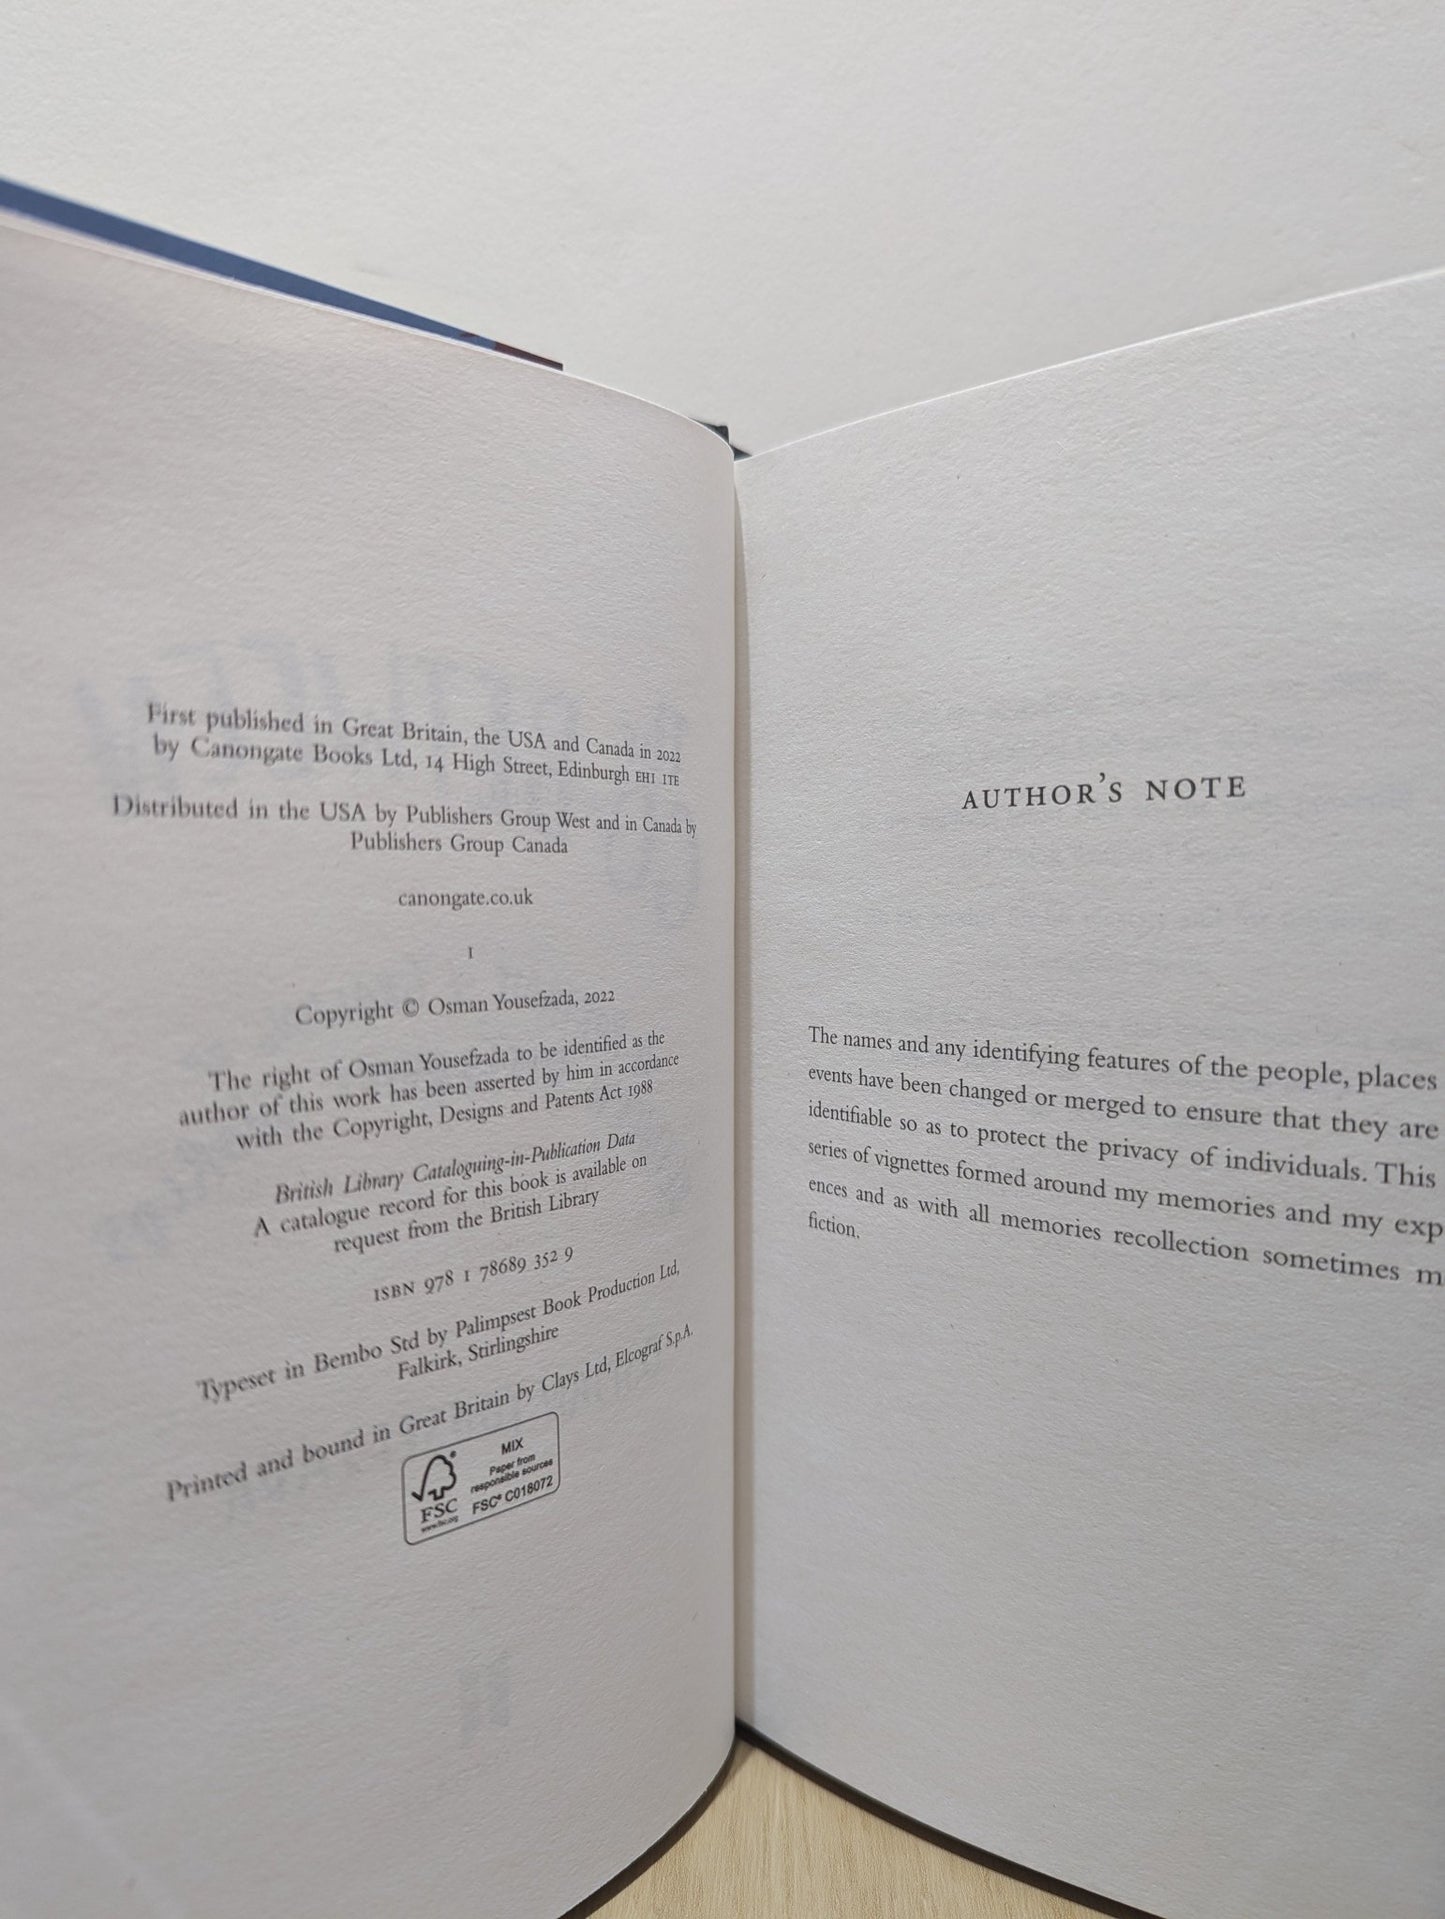 First published in Great Britain, the USA and Canada in 2022
by Canongate Books Ltd, 14 High Street, Edinburgh EH1 1TE
Distributed in the USA by Publishers Group West and in Canada by
Publishers Group Canada
canongate.co.uk
1
Copyright © Osman Yousefzada, 2022
The right of Osman Yousefzada to be identified as the
author of this work has been asserted by him in accordance
with the Copyright, Designs and Patents Act 1988
British Library Cataloguing-in-Publication Data
A catalogue record for this book is available on
request from the British Library
ISBN 978 1 78689 352 9
Typeset in Bembo Std by Palimpsest Book Production Ltd,
Falkirk, Stirlingshire
Printed and bound in Great Britain by Clays Ltd, Elcograf S.p.A.
MIX
Paper from
responsible sources
FSC® C018072
FSC
www.fsc.org
AUTHOR'S NOTE
The names and any identifying features of the people, places
events have been changed or merged to ensure that they are
identifiable so as to protect the privacy of individuals. This
series of vignettes formed around my memories and my exp
ences and as with all memories recollection sometimes m
fiction.